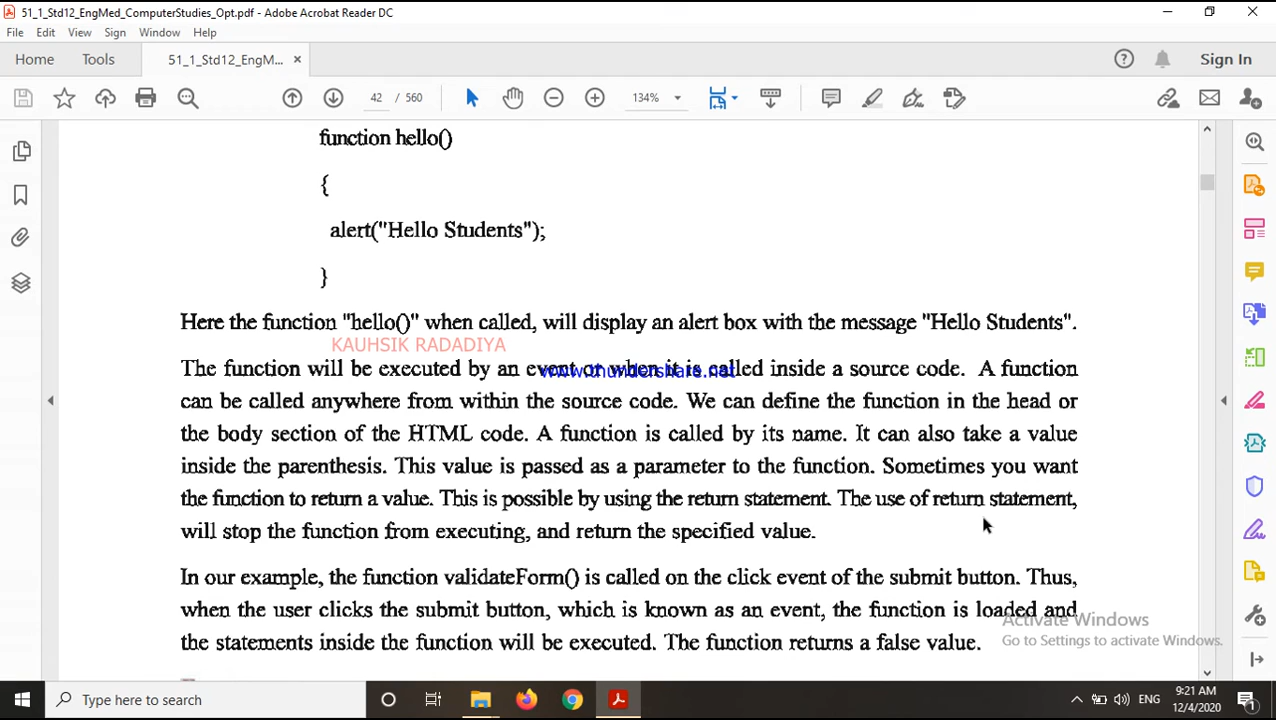 51_1_Std12_EngMed_ComputerStudies_Opt.pdf - Adobe Acrobat Reader DC
File Edit View Sign Window Help
Home Tools 51_1_Std12_EngM... × Sign In
42 / 560 134%
function hello()
{
alert("Hello Students");
}
Here the function "hello()" when called, will display an alert box with the message "Hello Students".
KAUHSIK RADADIYA
The function will be executed by an event or when it is called inside a source code. A function
www.thundershare.net
can be called anywhere from within the source code. We can define the function in the head or
the body section of the HTML code. A function is called by its name. It can also take a value
inside the parenthesis. This value is passed as a parameter to the function. Sometimes you want
the function to return a value. This is possible by using the return statement. The use of return statement,
will stop the function from executing, and return the specified value.
In our example, the function validateForm() is called on the click event of the submit button. Thus,
when the user clicks the submit button, which is known as an event, the function is loaded and
the statements inside the function will be executed. The function returns a false value.
Activate Windows
Go to Settings to activate Windows.
Type here to search
ENG
9:21 AM
12/4/2020
1